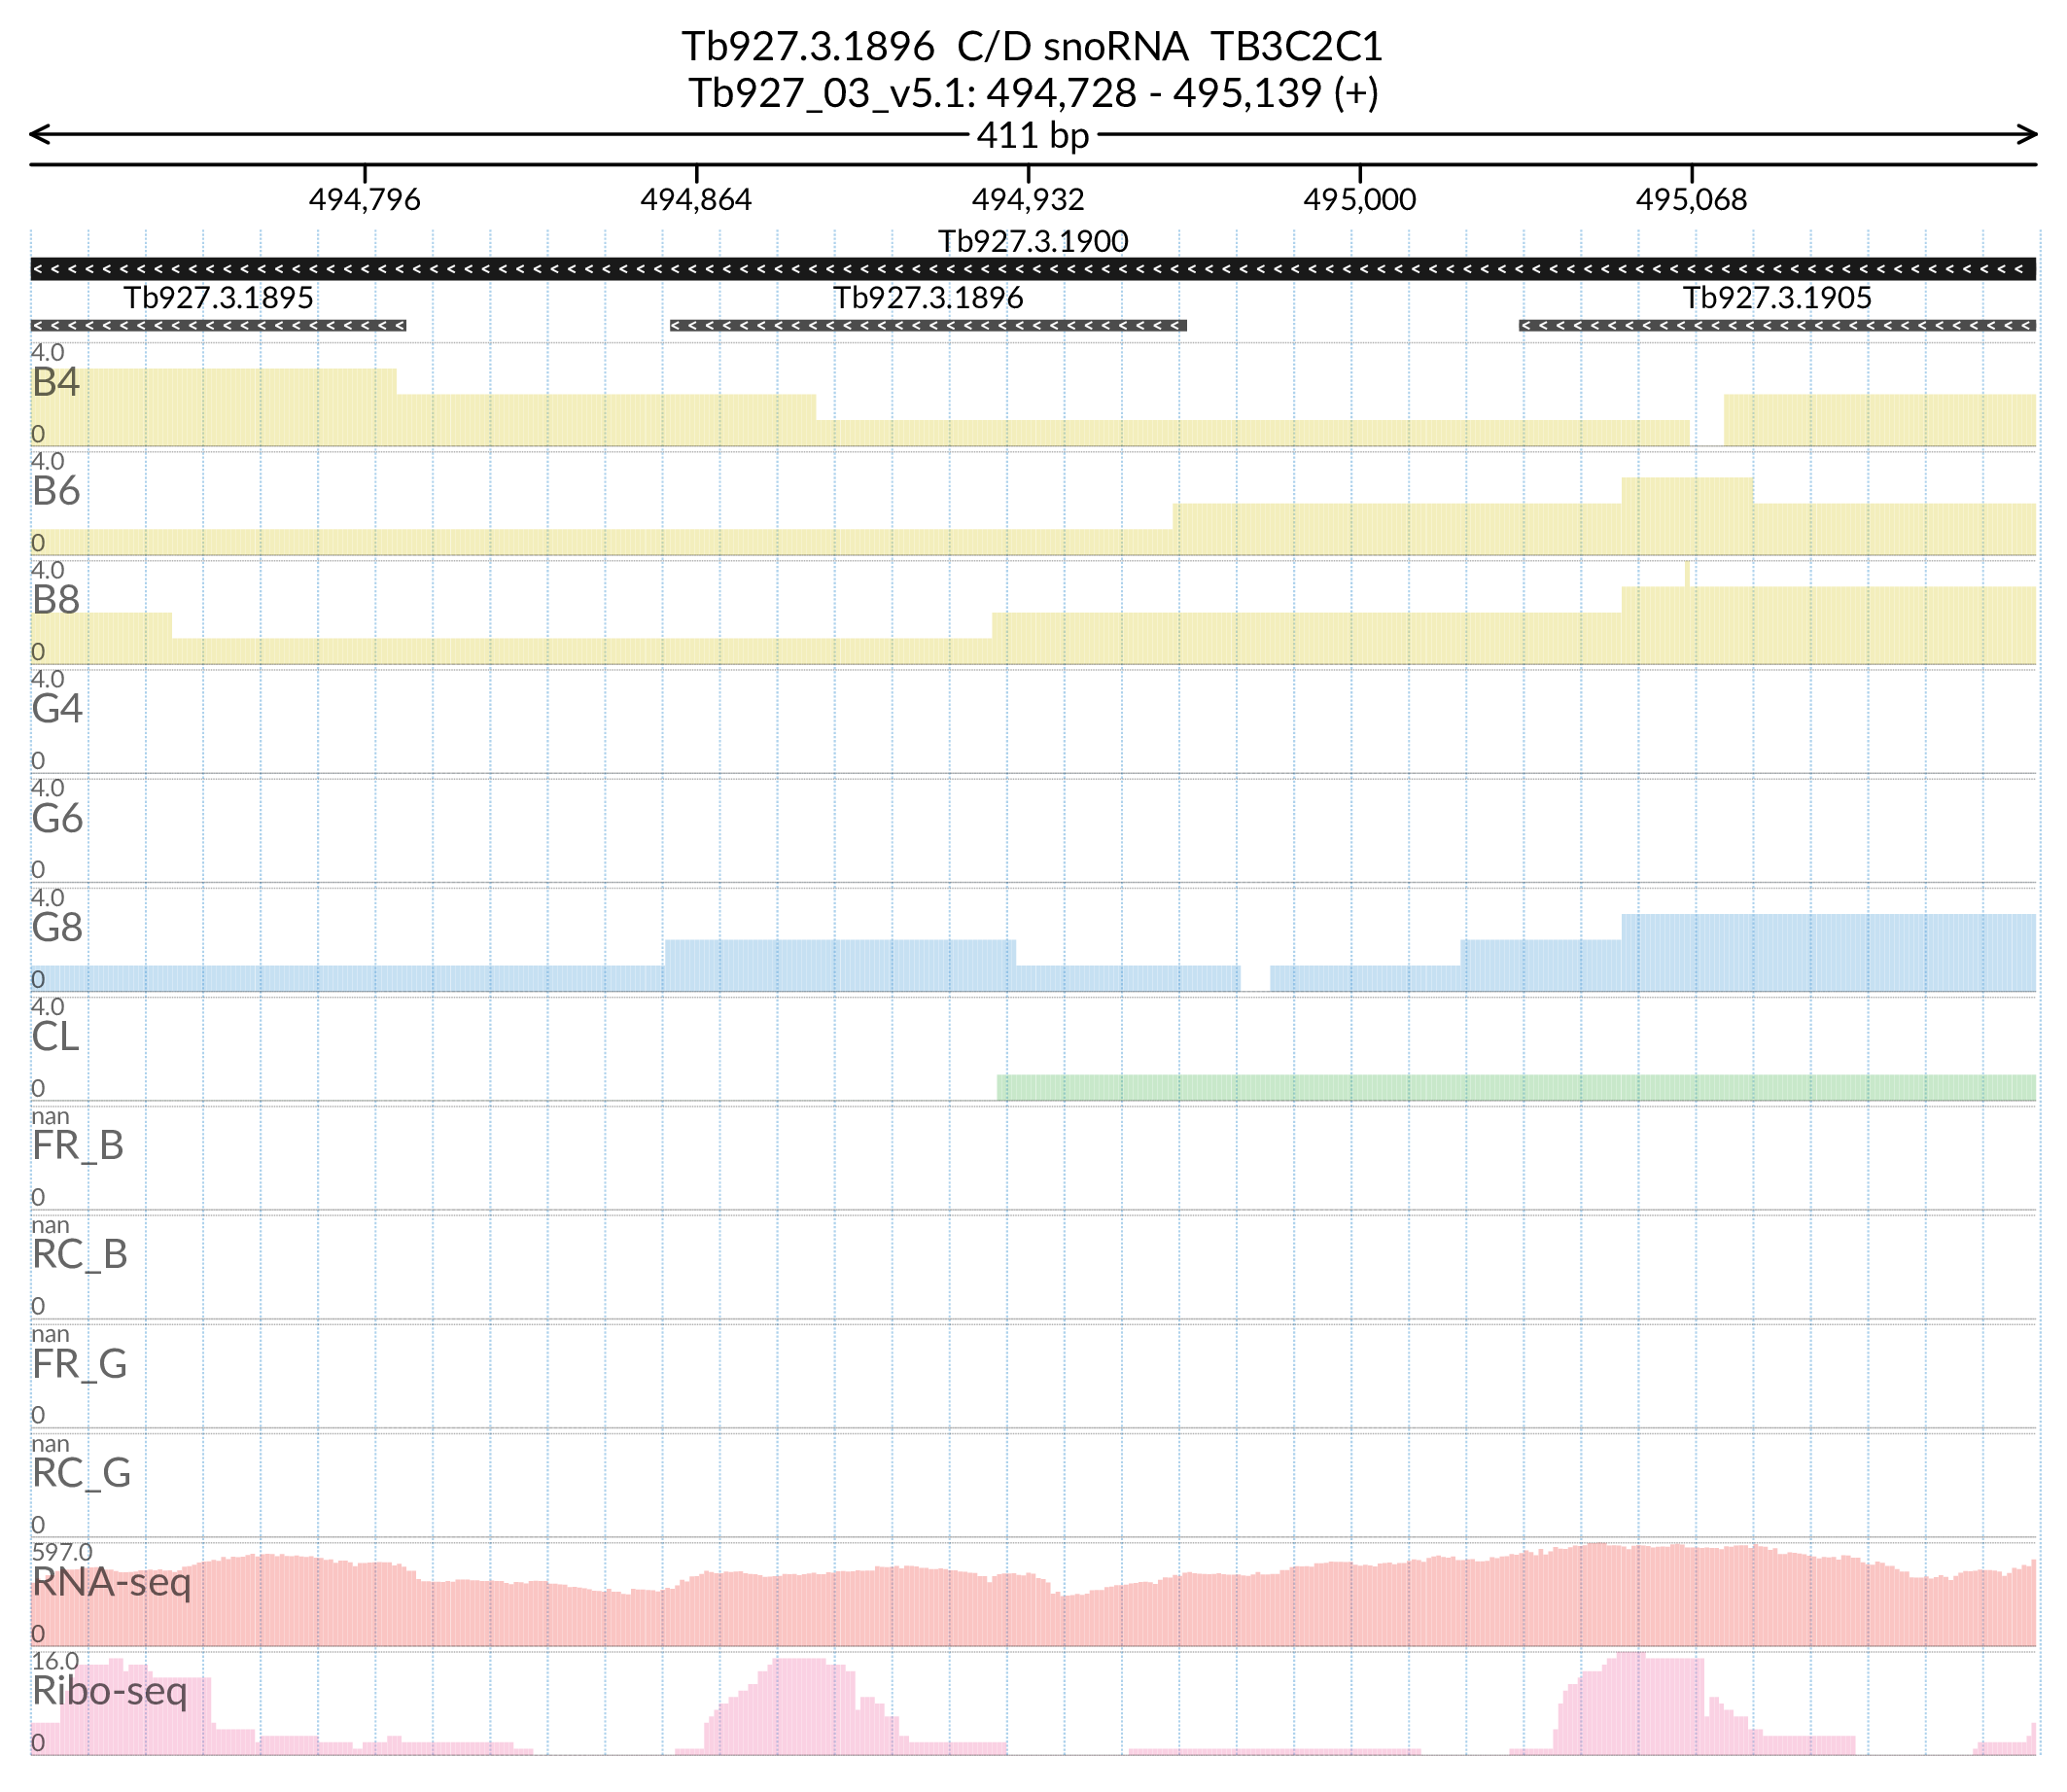 Tb927.3.1896 C/D snoRNA TB3C2C1
Tb927_03_v5.1: 494,728 - 495,139 (+)
411 bp
494,796 494,864 494,932 495,000 495,068
Tb927.3.1900
Tb927.3.1895 Tb927.3.1896 Tb927.3.1905
4.0
B4
0
4.0
B6
0
4.0
B8
0
4.0
G4
0
4.0
G6
0
4.0
G8
0
4.0
CL
0
nan
FR_B
0
nan
RC_B
0
nan
FR_G
0
nan
RC_G
0
597.0
RNA-seq
0
16.0
Ribo-seq
0